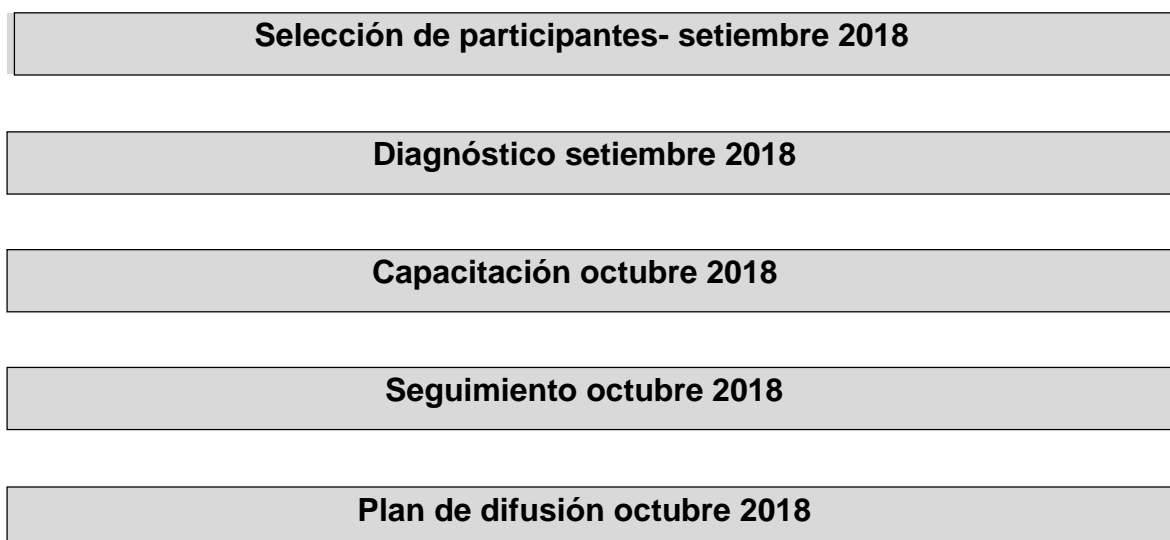 Selección de participantes- setiembre 2018
Diagnóstico setiembre 2018
Capacitación octubre 2018
Seguimiento octubre 2018
Plan de difusión octubre 2018